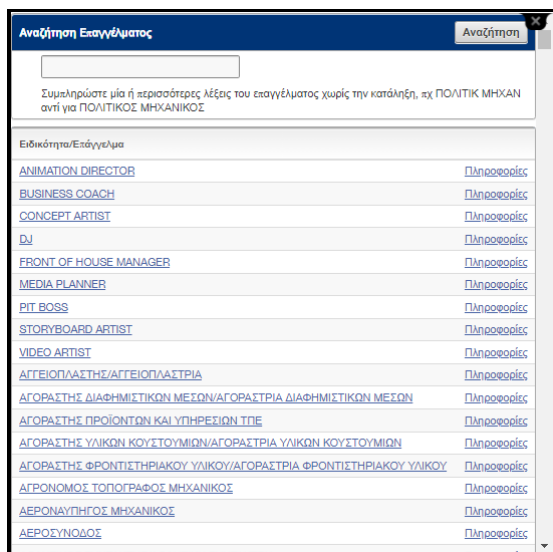 Αναζήτηση Επαγγέλματος
Αναζήτηση
Συμπληρώστε μία ή περισσότερες λέξεις του επαγγέλματος χωρίς την κατάληξη, πχ ΠΟΛΙΤΙΚ ΜΗΧΑΝ
αντί για ΠΟΛΙΤΙΚΟΣ ΜΗΧΑΝΙΚΟΣ
Ειδικότητα/Επάγγελμα
ANIMATION DIRECTOR Πληροφορίες
BUSINESS COACH Πληροφορίες
CONCEPT ARTIST Πληροφορίες
DJ Πληροφορίες
FRONT OF HOUSE MANAGER Πληροφορίες
MEDIA PLANNER Πληροφορίες
PIT BOSS Πληροφορίες
STORYBOARD ARTIST Πληροφορίες
VIDEO ARTIST Πληροφορίες
ΑΓΓΕΙΟΠΛΑΣΤΗΣ/ΑΓΓΕΙΟΠΛΑΣΤΡΙΑ Πληροφορίες
ΑΓΟΡΑΣΤΗΣ ΔΙΑΦΗΜΙΣΤΙΚΩΝ ΜΕΣΩΝ/ΑΓΟΡΑΣΤΡΙΑ ΔΙΑΦΗΜΙΣΤΙΚΩΝ ΜΕΣΩΝ Πληροφορίες
ΑΓΟΡΑΣΤΗΣ ΠΡΟΪΟΝΤΩΝ ΚΑΙ ΥΠΗΡΕΣΙΩΝ ΤΠΕ Πληροφορίες
ΑΓΟΡΑΣΤΗΣ ΥΛΙΚΩΝ ΚΟΥΣΤΟΥΜΙΩΝ/ΑΓΟΡΑΣΤΡΙΑ ΥΛΙΚΩΝ ΚΟΥΣΤΟΥΜΙΩΝ Πληροφορίες
ΑΓΟΡΑΣΤΗΣ ΦΡΟΝΤΙΣΤΗΡΙΑΚΟΥ ΥΛΙΚΟΥ/ΑΓΟΡΑΣΤΡΙΑ ΦΡΟΝΤΙΣΤΗΡΙΑΚΟΥ ΥΛΙΚΟΥ Πληροφορίες
ΑΓΡΟΝΟΜΟΣ ΤΟΠΟΓΡΑΦΟΣ ΜΗΧΑΝΙΚΟΣ Πληροφορίες
ΑΕΡΟΝΑΥΠΗΓΟΣ ΜΗΧΑΝΙΚΟΣ Πληροφορίες
ΑΕΡΟΣΥΝΟΔΟΣ Πληροφορίες